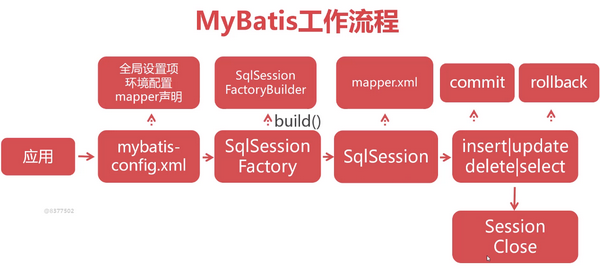 MyBatis工作流程
全局设置项
环境配置
mapper声明
SqlSession
FactoryBuilder
mapper.xml
commit
rollback
build()
应用
mybatis-
config.xml
SqlSession
Factory
SqlSession
insert|update
delete|select
Session
Close